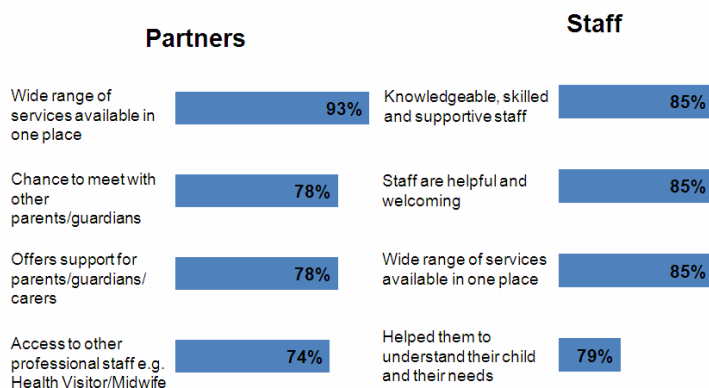 Partners
Wide range of
services available in
one place
93%
Chance to meet with
other
parents/guardians
78%
Offers support for
parents/guardians/
carers
78%
Access to other
professional staff e.g.
Health Visitor/Midwife
74%
Staff
Knowledgeable, skilled
and supportive staff
85%
Staff are helpful and
welcoming
85%
Wide range of services
available in one place
85%
Helped them to
understand their child
and their needs
79%